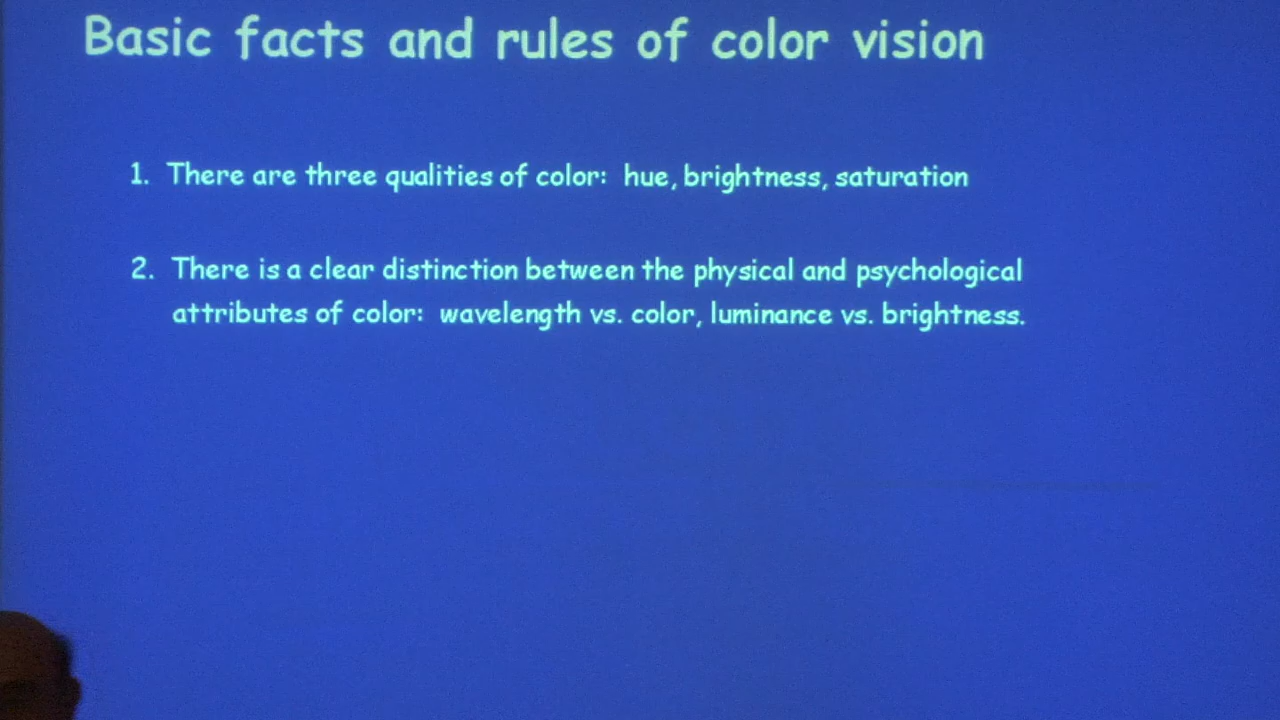 Basic facts and rules of color vision
1. There are three qualities of color: hue, brightness, saturation
2. There is a clear distinction between the physical and psychological
attributes of color: wavelength vs. color, luminance vs. brightness.